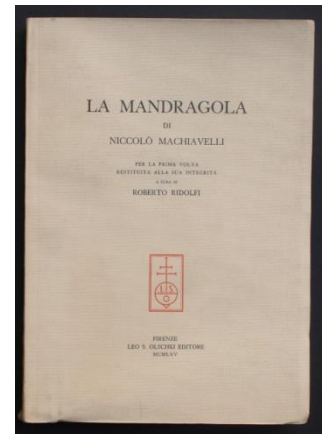 LA MANDRAGOLA
DI
NICCOLÒ MACHIAVELLI
PER LA PRIMA VOLTA
RESTITUITA ALLA SUA INTEGRITÀ
A CURA DI
ROBERTO RIDOLFI
LSO
FIRENZE
LEO S. OLSCHKI EDITORE
MCMLXV